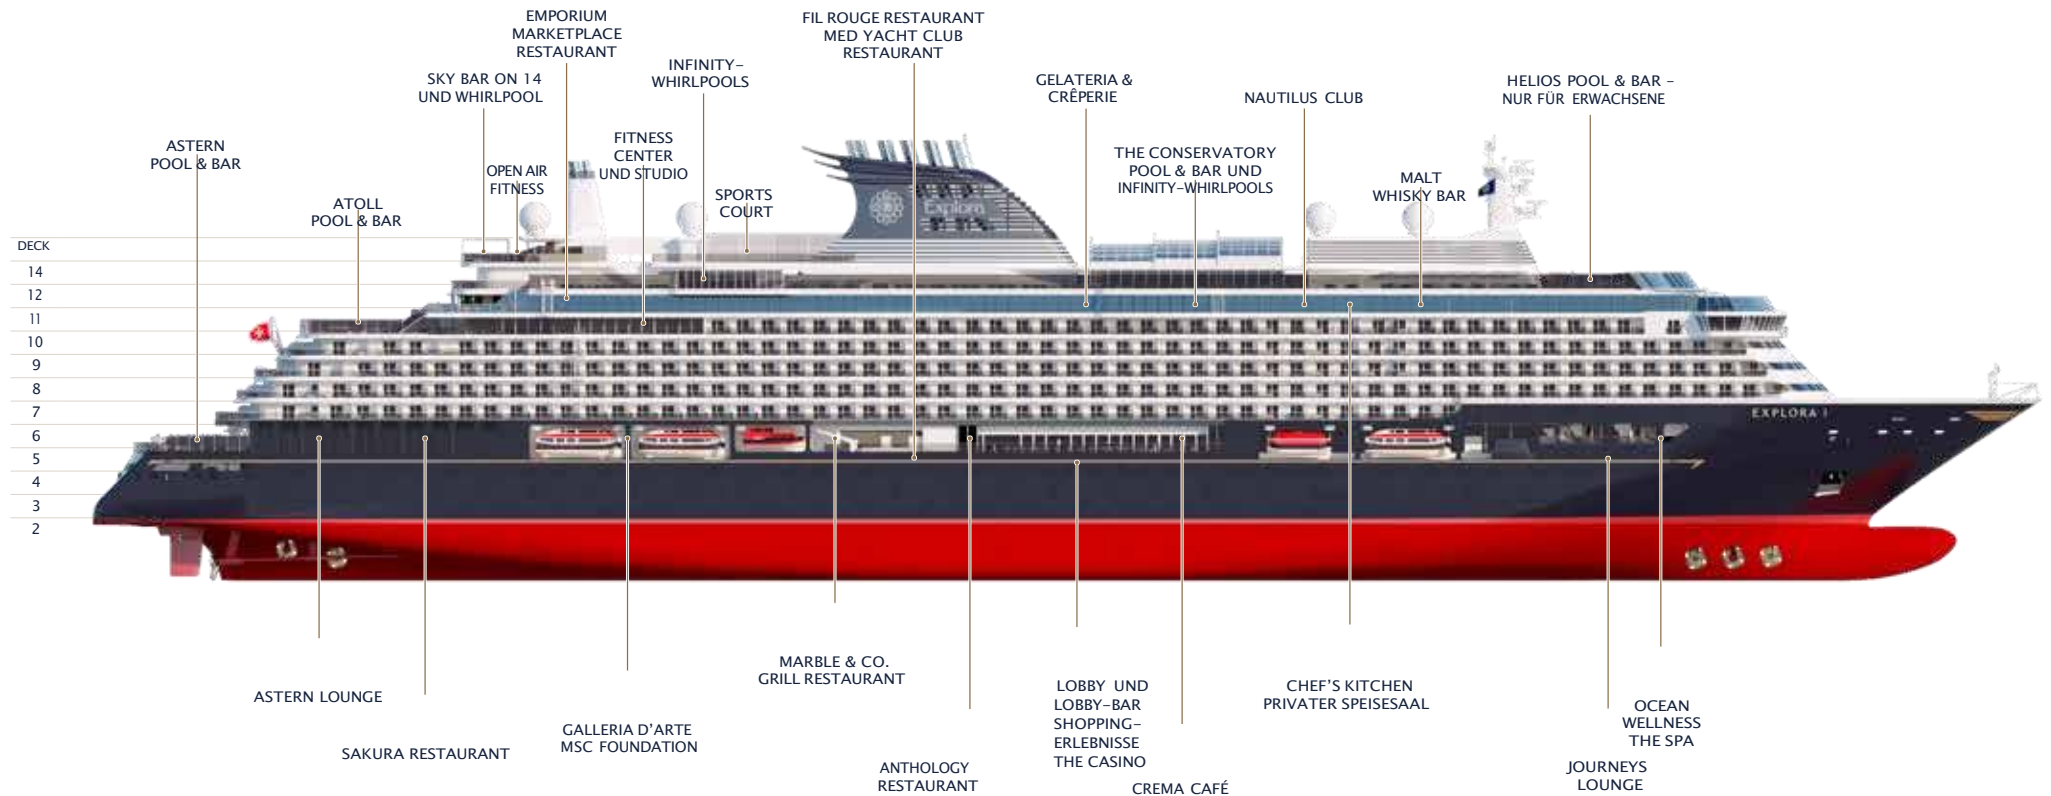 EMPORIUM
MARKETPLACE
RESTAURANT
FIL ROUGE RESTAURANT
MED YACHT CLUB
RESTAURANT
SKY BAR ON 14
UND WHIRLPOOL
INFINITY-
WHIRLPOOLS
GELATERIA &
CRÊPERIE
NAUTILUS CLUB
HELIOS POOL & BAR –
NUR FÜR ERWACHSENE
ASTERN
POOL & BAR
OPEN AIR
FITNESS
FITNESS
CENTER
UND STUDIO
THE CONSERVATORY
POOL & BAR UND
INFINITY-WHIRLPOOLS
MALT
WHISKY BAR
ATOLL
POOL & BAR
SPORTS
COURT
Explora
DECK
14
12
11
10
9
8
7
6
5
4
3
2
EXPLORA I
ASTERN LOUNGE
SAKURA RESTAURANT
GALLERIA D'ARTE
MSC FOUNDATION
MARBLE & CO.
GRILL RESTAURANT
ANTHOLOGY
RESTAURANT
LOBBY UND
LOBBY-BAR
SHOPPING-
ERLEBNISSE
THE CASINO
CREMA CAFÉ
CHEF'S KITCHEN
PRIVATER SPEISESAAL
OCEAN
WELLNESS
THE SPA
JOURNEYS
LOUNGE